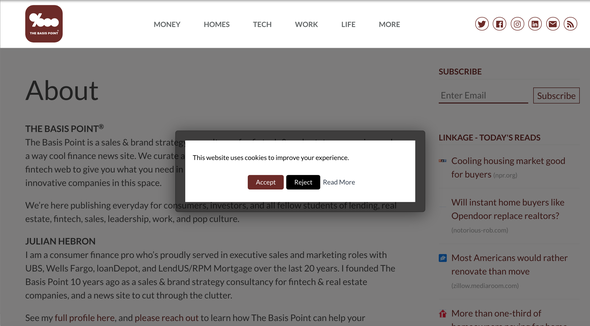 THE BASIS POINT
MONEY HOMES TECH WORK LIFE MORE
About
THE BASIS POINT®
The Basis Point is a sales & brand strategy
a way cool finance news site. We curate a
fintech web to give you what you need in
innovative companies in this space.
We're here publishing everyday for consumers, investors, and all fellow students of lending, real
estate, fintech, sales, leadership, work, and pop culture.
JULIAN HEBRON
I am a consumer finance pro who's proudly served in executive sales and marketing roles with
UBS, Wells Fargo, loanDepot, and LendUS/RPM Mortgage over the last 20 years. I founded The
Basis Point 10 years ago as a sales & brand strategy consultancy for fintech & real estate
companies, and a news site to cut through the clutter.
See my full profile here, and please reach out to learn how The Basis Point can help your
This website uses cookies to improve your experience.
Accept Reject Read More
SUBSCRIBE
Enter Email Subscribe
LINKAGE - TODAY'S READS
Cooling housing market good
for buyers (npr.org)
Will instant home buyers like
Opendoor replace realtors?
(notorious-rob.com)
Most Americans would rather
renovate than move
(zillow.mediaroom.com)
More than one-third of